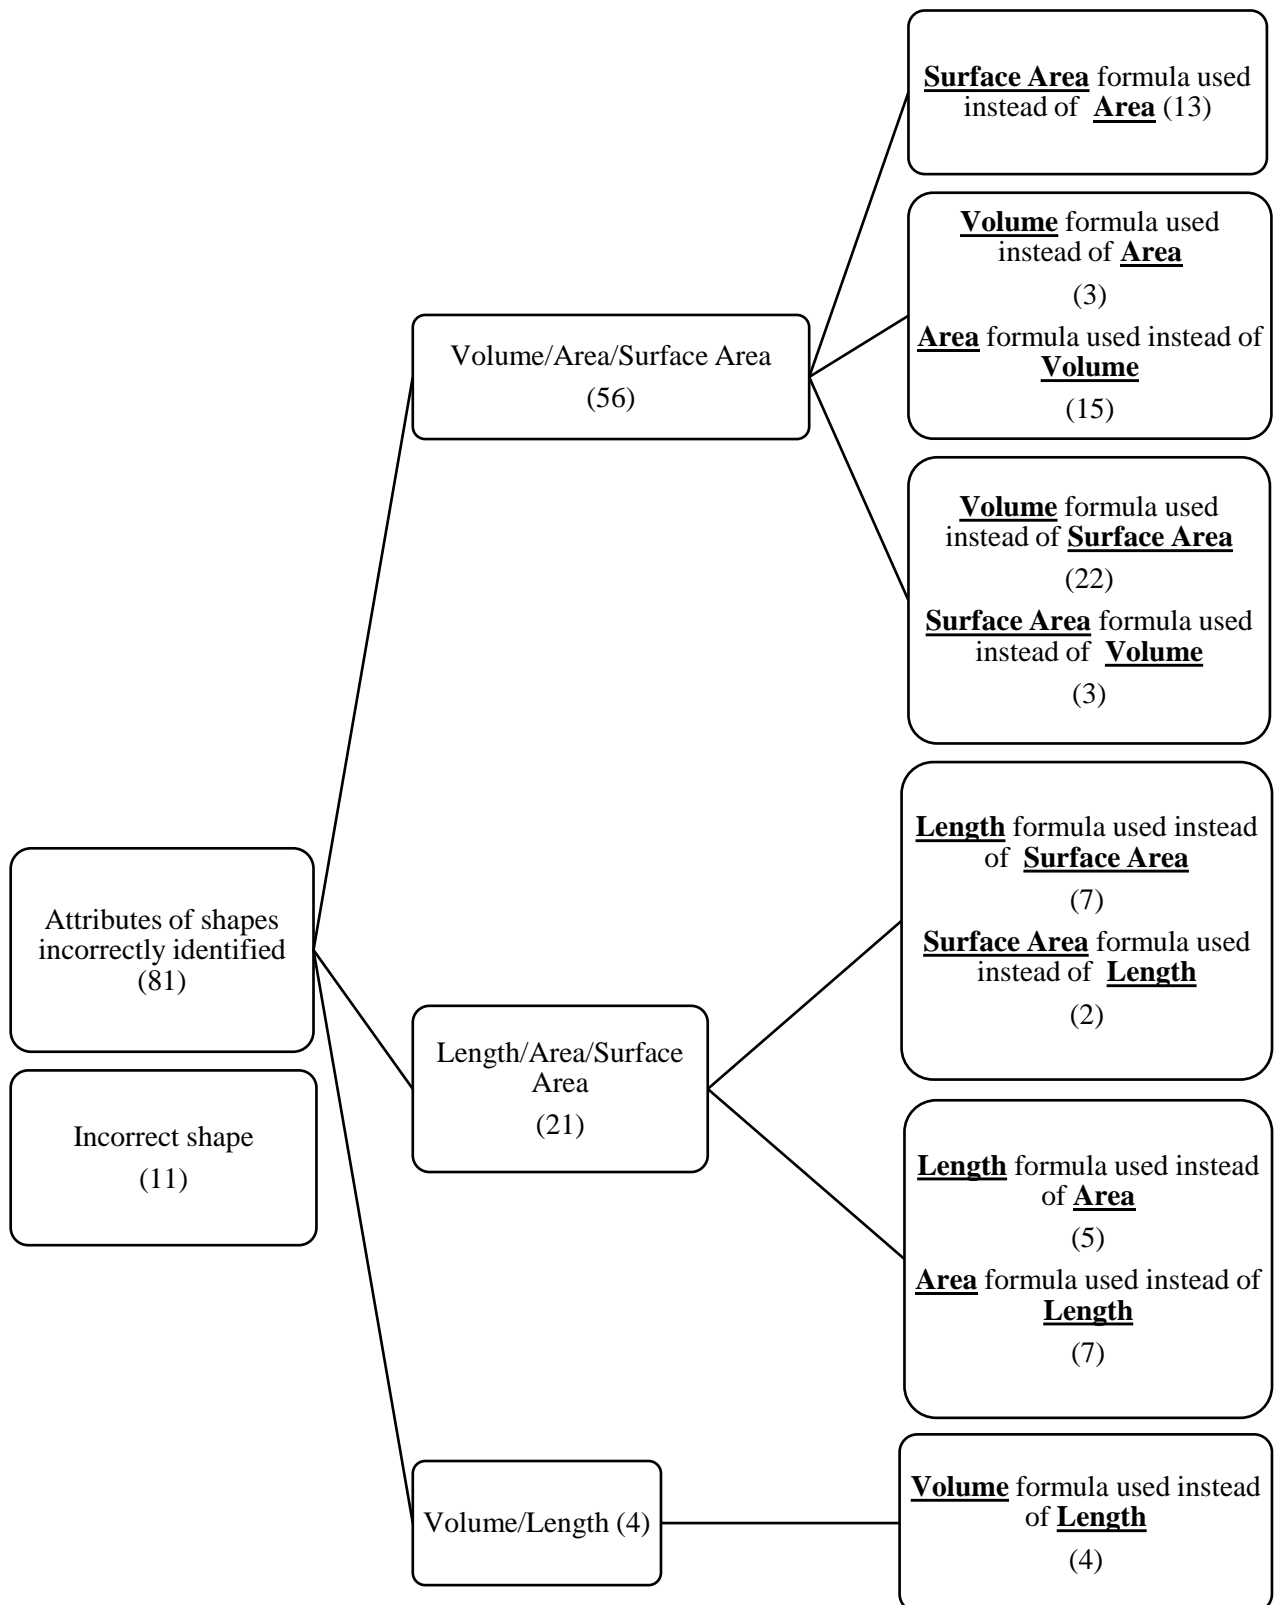 Surface Area formula used
instead of Area (13)
Volume formula used
instead of Area
(3)
Area formula used instead of
Volume
(15)
Volume/Area/Surface Area
(56)
Volume formula used
instead of Surface Area
(22)
Surface Area formula used
instead of Volume
(3)
Length formula used instead
of Surface Area
(7)
Surface Area formula used
instead of Length
(2)
Attributes of shapes
incorrectly identified
(81)
Length/Area/Surface
Area
(21)
Incorrect shape
(11)
Length formula used instead
of Area
(5)
Area formula used instead of
Length
(7)
Volume/Length (4)
Volume formula used instead
of Length
(4)